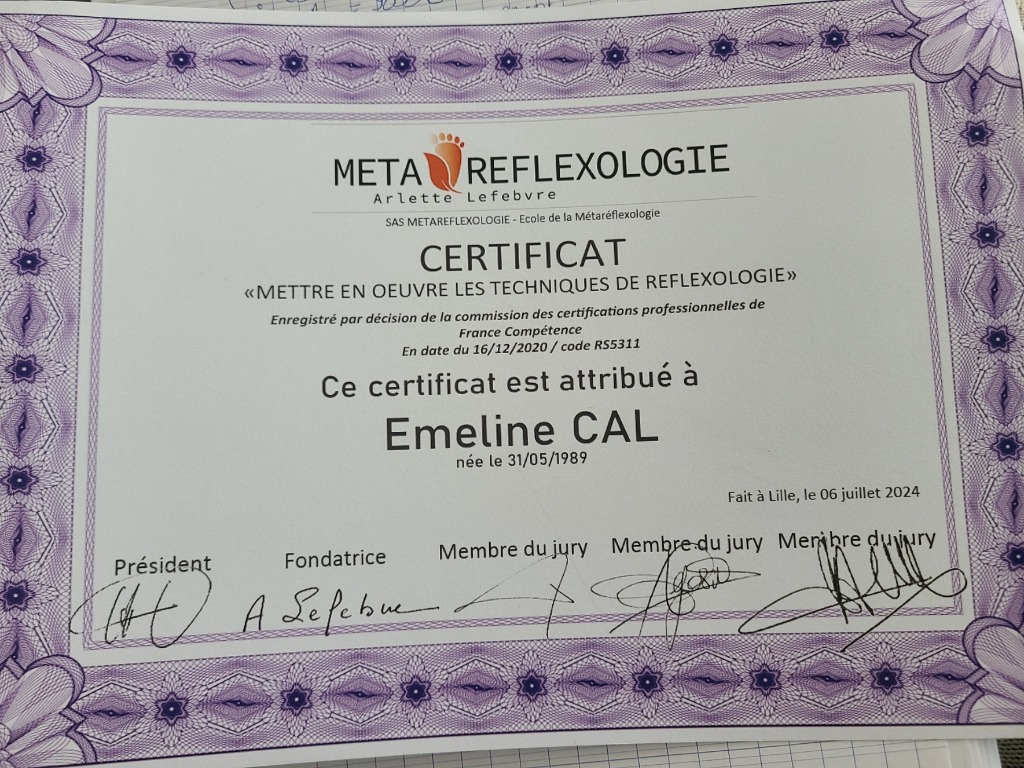 META REFLEXOLOGIE
Arlette Lefebvre
SAS METAREFLEXOLOGIE - Ecole de la Métaréflexologie
CERTIFICAT
«METTRE EN OEUVRE LES TECHNIQUES DE REFLEXOLOGIE»
Enregistré par décision de la commission des certifications professionnelles de
France Compétence
En date du 16/12/2020 / code RS5311
Ce certificat est attribué à
Emeline CAL
née le 31/05/1989
Fait à Lille, le 06 juillet 2024
Président Fondatrice Membre du jury Membre du jury Membre du jury
A Lefebvre